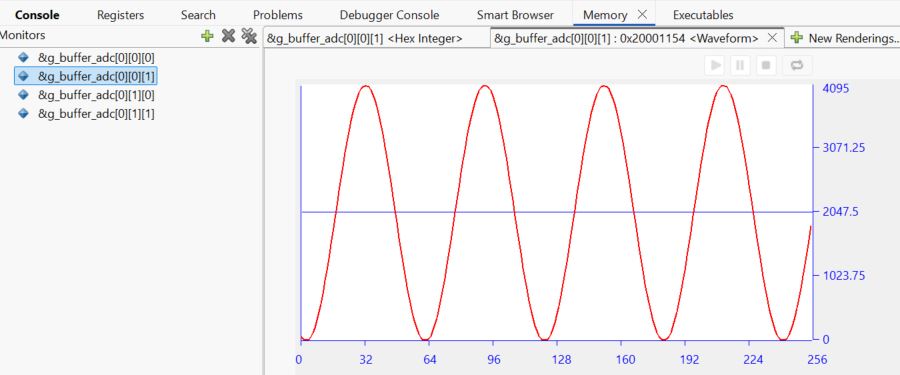 Console Registers Search Problems Debugger Console Smart Browser Memory Executables
Monitors
&g_buffer_adc[0][0][0]
&g_buffer_adc[0][0][1]
&g_buffer_adc[0][1][0]
&g_buffer_adc[0][1][1]
&g_buffer_adc[0][0][1] <Hex Integer> &g_buffer_adc[0][0][1] : 0x20001154 <Waveform> New Renderings...
4095
3071.25
2047.5
1023.75
0
0 32 64 96 128 160 192 224 256